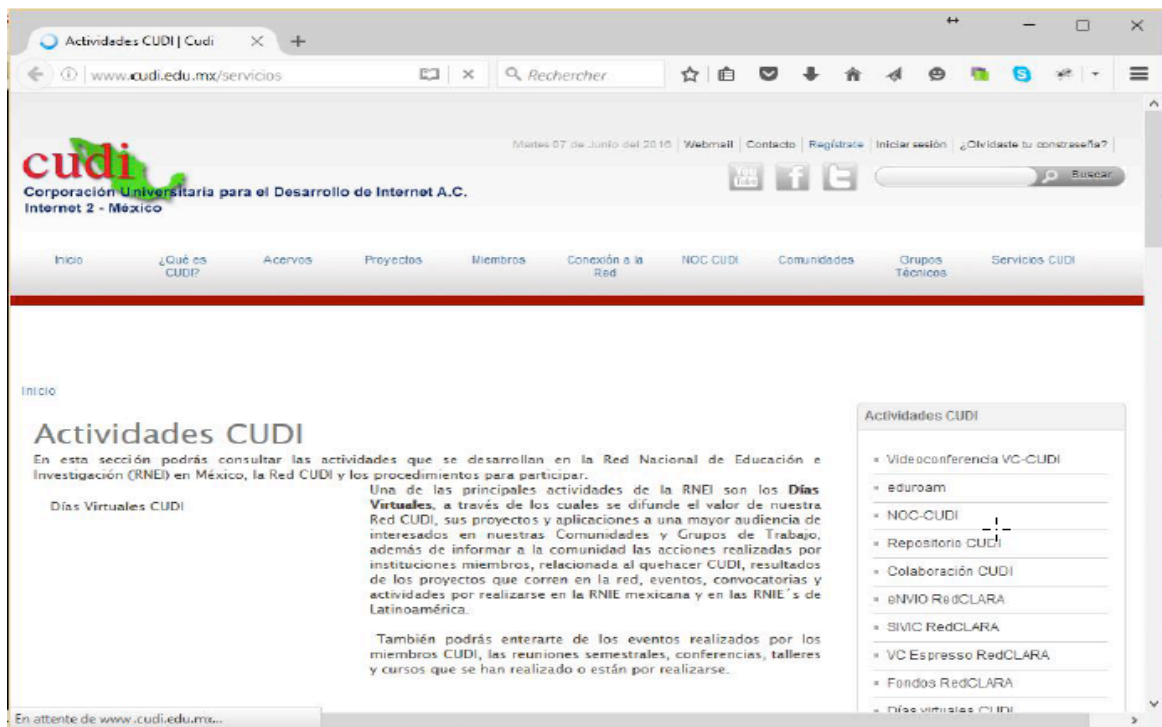 Actividades CUDI | Cudi
www.cudi.edu.mx/servicios
Rechercher
Martes 07 de Junio del 2016 | Webmail | Contacto | Regístrate | Iniciar sesión | ¿Olvidaste tu constraseña? |
cudi
Corporación Universitaria para el Desarrollo de Internet A.C.
Internet 2 - México
You Tube
Buscar
Inicio
¿Qué es CUDI?
Acervos
Proyectos
Miembros
Conexión a la Red
NOC CUDI
Comunidades
Grupos Técnicos
Servicios CUDI
Inicio
Actividades CUDI
En esta sección podrás consultar las actividades que se desarrollan en la Red Nacional de Educación e
Investigación (RNEI) en México, la Red CUDI y los procedimientos para participar.
Días Virtuales CUDI
Una de las principales actividades de la RNEI son los Días
Virtuales, a través de los cuales se difunde el valor de nuestra
Red CUDI, sus proyectos y aplicaciones a una mayor audiencia de
interesados en nuestras Comunidades y Grupos de Trabajo,
además de informar a la comunidad las acciones realizadas por
instituciones miembros, relacionada al quehacer CUDI, resultados
de los proyectos que corren en la red, eventos, convocatorias y
actividades por realizarse en la RNIE mexicana y en las RNIE´s de
Latinoamérica.
También podrás enterarte de los eventos realizados por los
miembros CUDI, las reuniones semestrales, conferencias, talleres
y cursos que se han realizado o están por realizarse.
Actividades CUDI
Videoconferencia VC-CUDI
eduroam
NOC-CUDI
Repositorio CUDI
Colaboración CUDI
eNVIO RedCLARA
SIVIC RedCLARA
VC Espresso RedCLARA
Fondos RedCLARA
Días virtuales CUDI
En attente de www.cudi.edu.mx...